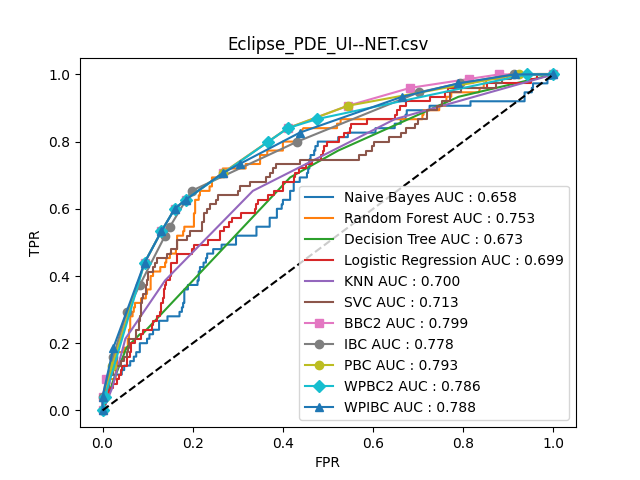 Eclipse_PDE_UI--NET.csv
TPR
1.0
0.8
0.6
0.4
0.2
0.0
Naive Bayes AUC : 0.658
Random Forest AUC : 0.753
Decision Tree AUC : 0.673
Logistic Regression AUC : 0.699
KNN AUC : 0.700
SVC AUC : 0.713
BBC2 AUC : 0.799
IBC AUC : 0.778
PBC AUC : 0.793
WPBC2 AUC : 0.786
WPIBC AUC : 0.788
0.0 0.2 0.4 0.6 0.8 1.0
FPR